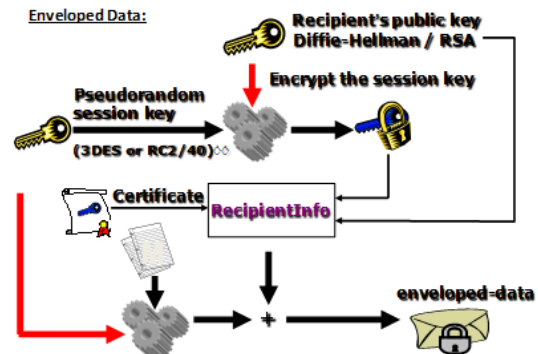 Enveloped Data:
Recipient's public key
Diffie-Hellman / RSA
Encrypt the session key
Pseudorandom
session key
(3DES or RC2/40)◊◊
Certificate
RecipientInfo
enveloped-data
+